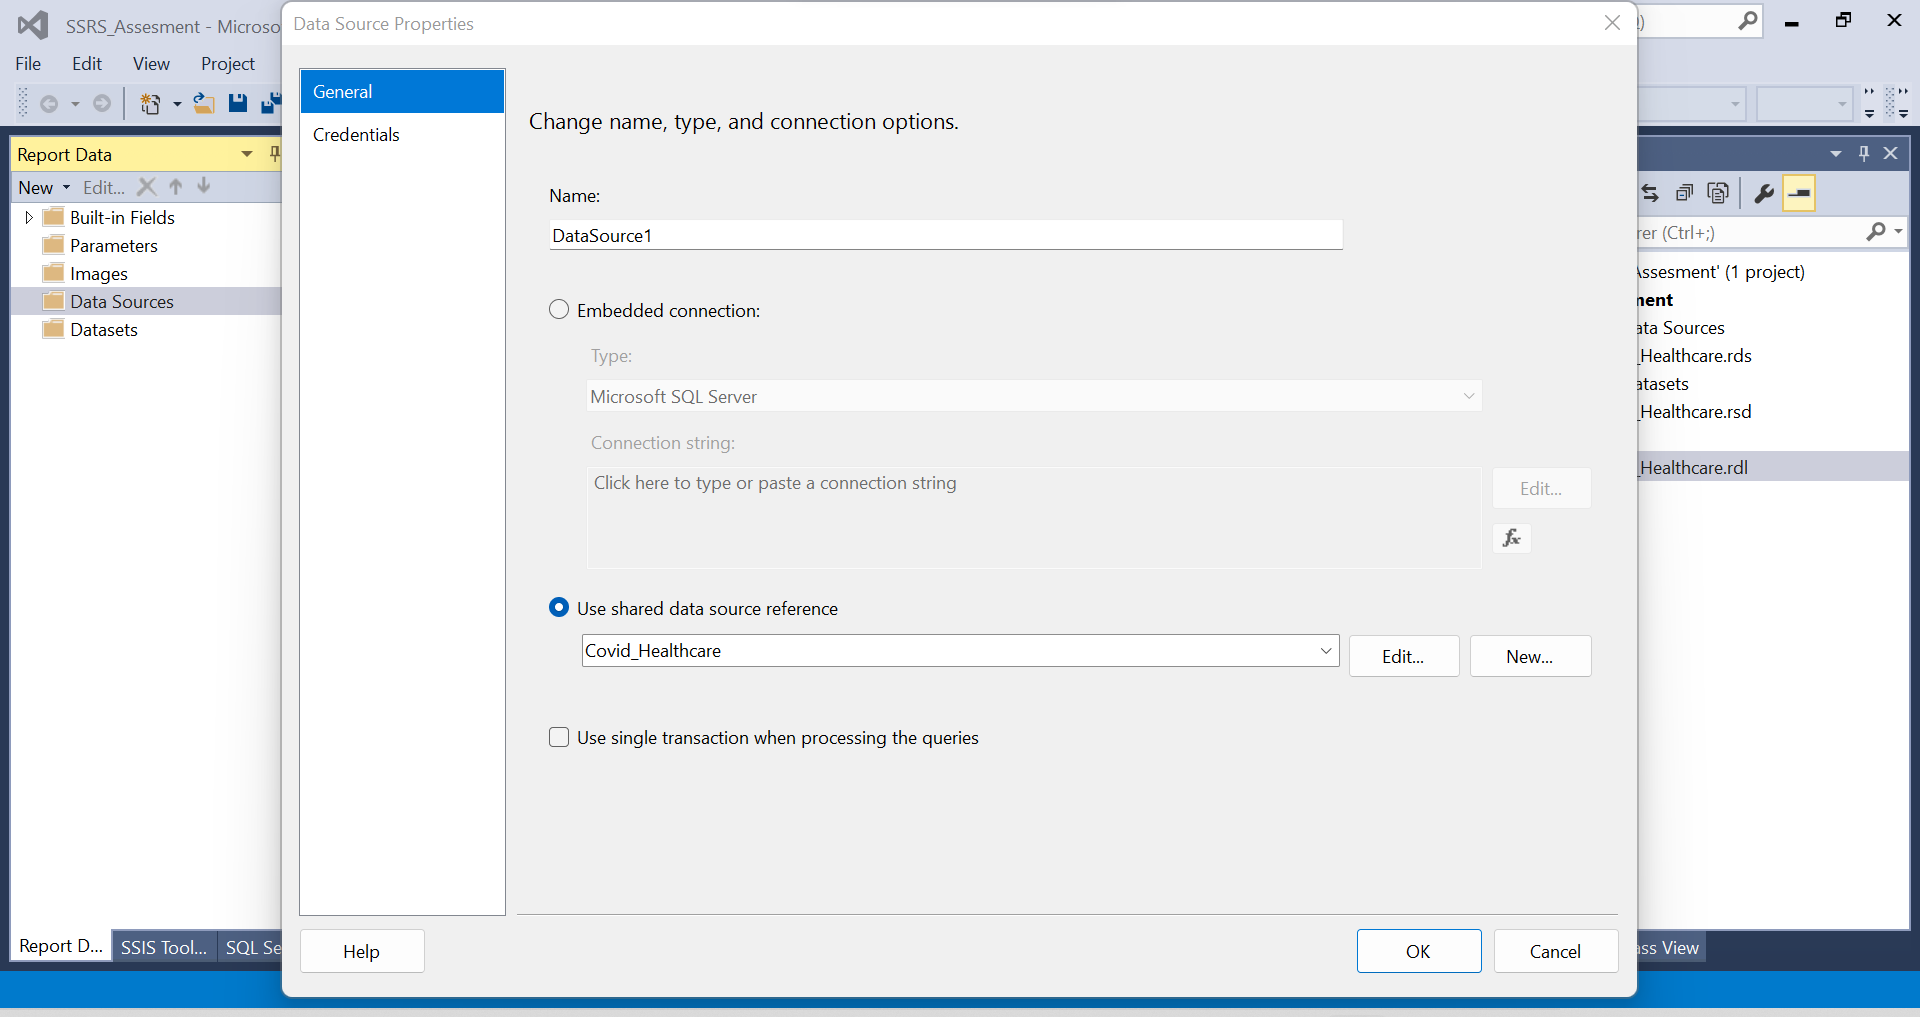 SSRS_Assesment - Microso
Data Source Properties
File Edit View Project
General
Credentials
Change name, type, and connection options.
Report Data
New Edit...
Built-in Fields
Parameters
Images
Data Sources
Datasets
Name:
DataSource1
Embedded connection:
Type:
Microsoft SQL Server
Connection string:
Click here to type or paste a connection string
Edit...
fx
Use shared data source reference
Covid_Healthcare
Edit...
New...
Use single transaction when processing the queries
rer (Ctrl+;)
Assesment' (1 project)
ment
ata Sources
_Healthcare.rds
atasets
_Healthcare.rsd
_Healthcare.rdl
Report D... SSIS Tool... SQL Se
Help
OK
Cancel
ass View